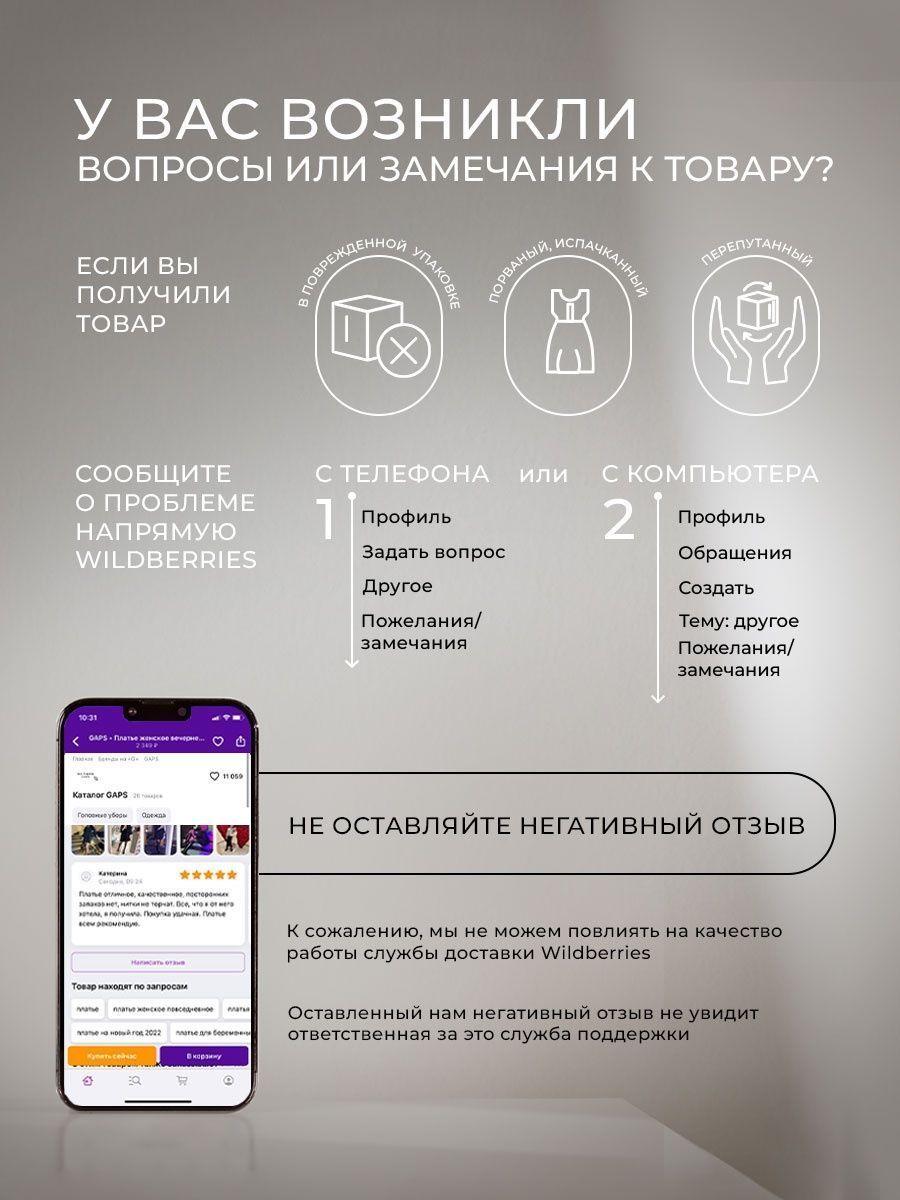 У ВАС ВОЗНИКЛИ
ВОПРОСЫ ИЛИ ЗАМЕЧАНИЯ К ТОВАРУ?
ЕСЛИ ВЫ
ПОЛУЧИЛИ
ТОВАР
В ПОВРЕЖДЕННОЙ УПАКОВКЕ
ПОРВАНЫЙ, ИСПАЧКАННЫЙ
ПЕРЕПУТАННЫЙ
СООБЩИТЕ
О ПРОБЛЕМЕ
НАПРЯМУЮ
WILDBERRIES
С ТЕЛЕФОНА или С КОМПЬЮТЕРА
1
Профиль
Задать вопрос
Другое
Пожелания/
замечания
2
Профиль
Обращения
Создать
Тему: другое
Пожелания/
замечания
10:31
GAPS • Платье женское вечерне...
2 349 ₽
Главная Бренды на «G» GAPS
11 059
Каталог GAPS 26 товаров
Головные уборы Одежда
Катерина
Сегодня, 09:26
Платье отличное, качественное, посторонних
запахов нет, нитки не торчат. Все, что я от него
хотела, я получила. Покупка удачная. Платье
всем рекомендую.
Написать отзыв
Товар находят по запросам
платье платье женское повседневное платья
платье на новый год 2022 платье для беременны
Купить сейчас В корзину
НЕ ОСТАВЛЯЙТЕ НЕГАТИВНЫЙ ОТЗЫВ
К сожалению, мы не можем повлиять на качество
работы службы доставки Wildberries
Оставленный нам негативный отзыв не увидит
ответственная за это служба поддержки